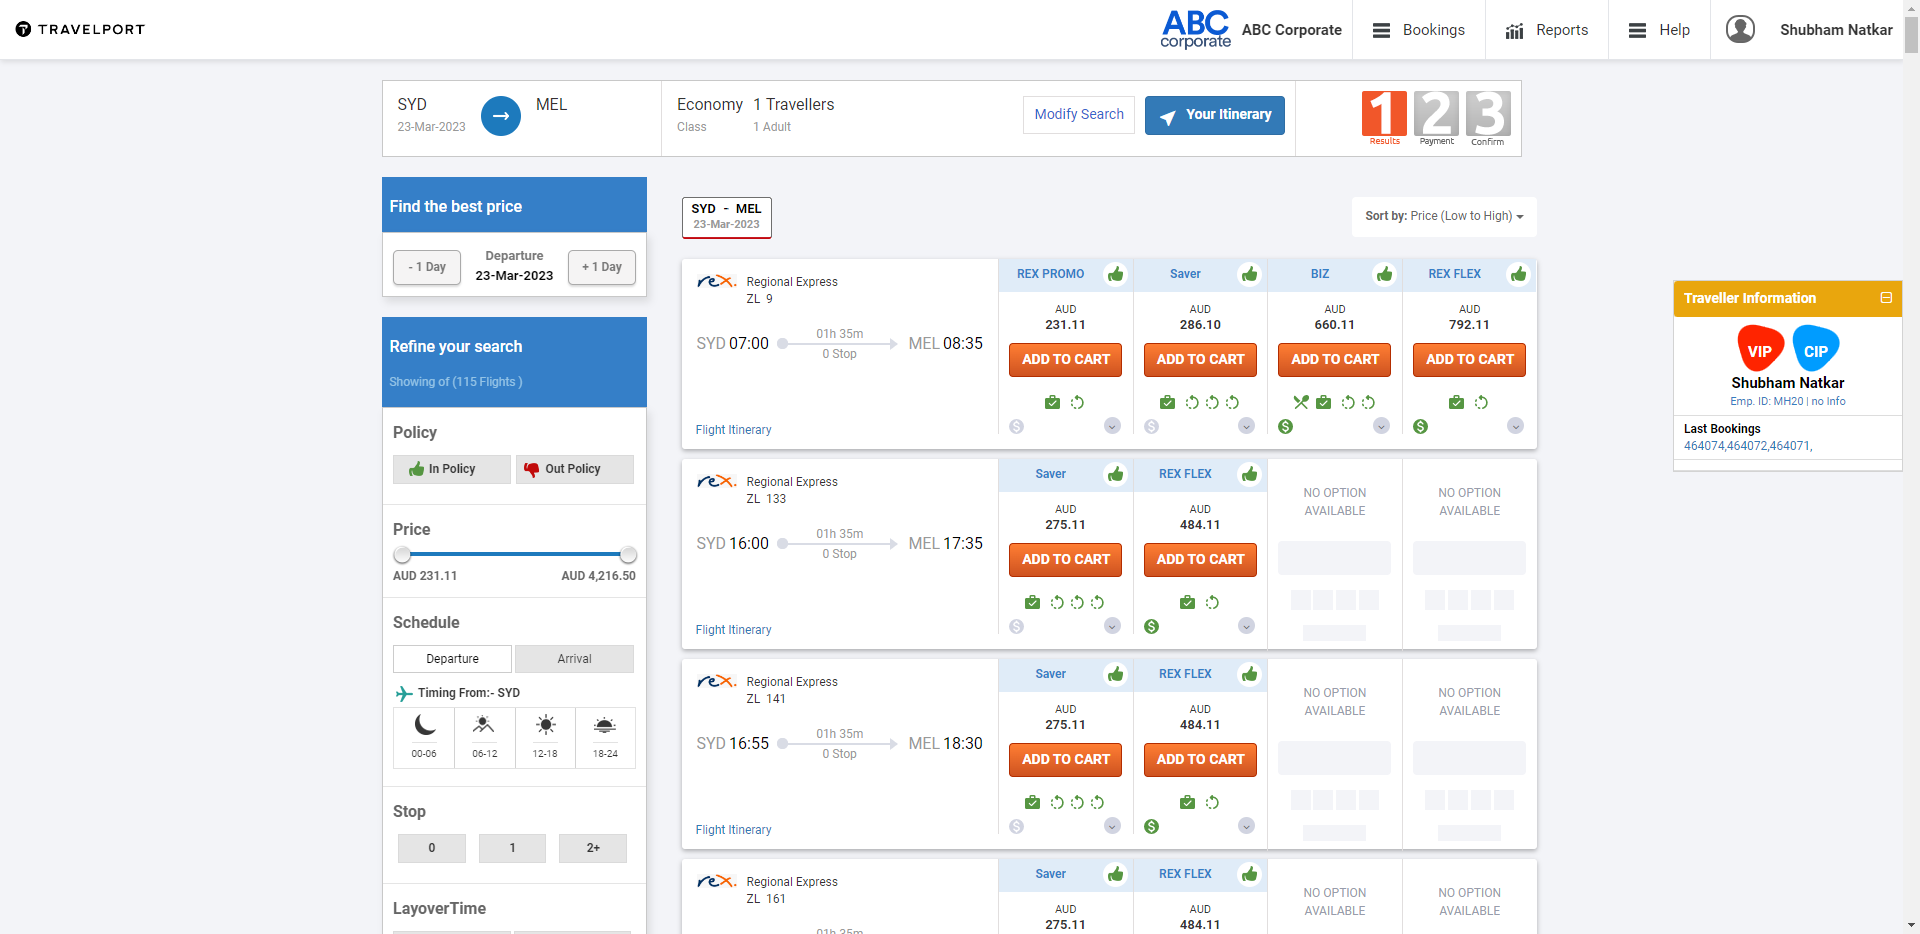 TRAVELPORT
ABC
corporate
ABC Corporate
Bookings
Reports
Help
Shubham Natkar
SYD
MEL
23-Mar-2023
Economy
1 Travellers
Class
1 Adult
Modify Search
Your Itinerary
1
2
3
Results
Payment
Confirm
Find the best price
- 1 Day
Departure
23-Mar-2023
+ 1 Day
Refine your search
Showing of (115 Flights )
Policy
In Policy
Out Policy
Price
AUD 231.11
AUD 4,216.50
Schedule
Departure
Arrival
Timing From:- SYD
00-06
06-12
12-18
18-24
Stop
0
1
2+
LayoverTime
SYD - MEL
23-Mar-2023
Sort by: Price (Low to High)
rex.
Regional Express
ZL 9
SYD 07:00
01h 35m
0 Stop
MEL 08:35
Flight Itinerary
REX PROMO
AUD
231.11
ADD TO CART
Saver
AUD
286.10
ADD TO CART
BIZ
AUD
660.11
ADD TO CART
REX FLEX
AUD
792.11
ADD TO CART
rex.
Regional Express
ZL 133
SYD 16:00
01h 35m
0 Stop
MEL 17:35
Flight Itinerary
Saver
AUD
275.11
ADD TO CART
REX FLEX
AUD
484.11
ADD TO CART
NO OPTION
AVAILABLE
NO OPTION
AVAILABLE
rex.
Regional Express
ZL 141
SYD 16:55
01h 35m
0 Stop
MEL 18:30
Flight Itinerary
Saver
AUD
275.11
ADD TO CART
REX FLEX
AUD
484.11
ADD TO CART
NO OPTION
AVAILABLE
NO OPTION
AVAILABLE
rex.
Regional Express
ZL 161
01h 35m
Saver
AUD
275.11
REX FLEX
AUD
484.11
NO OPTION
AVAILABLE
NO OPTION
AVAILABLE
Traveller Information
VIP
CIP
Shubham Natkar
Emp. ID: MH20 | no Info
Last Bookings
464074,464072,464071,